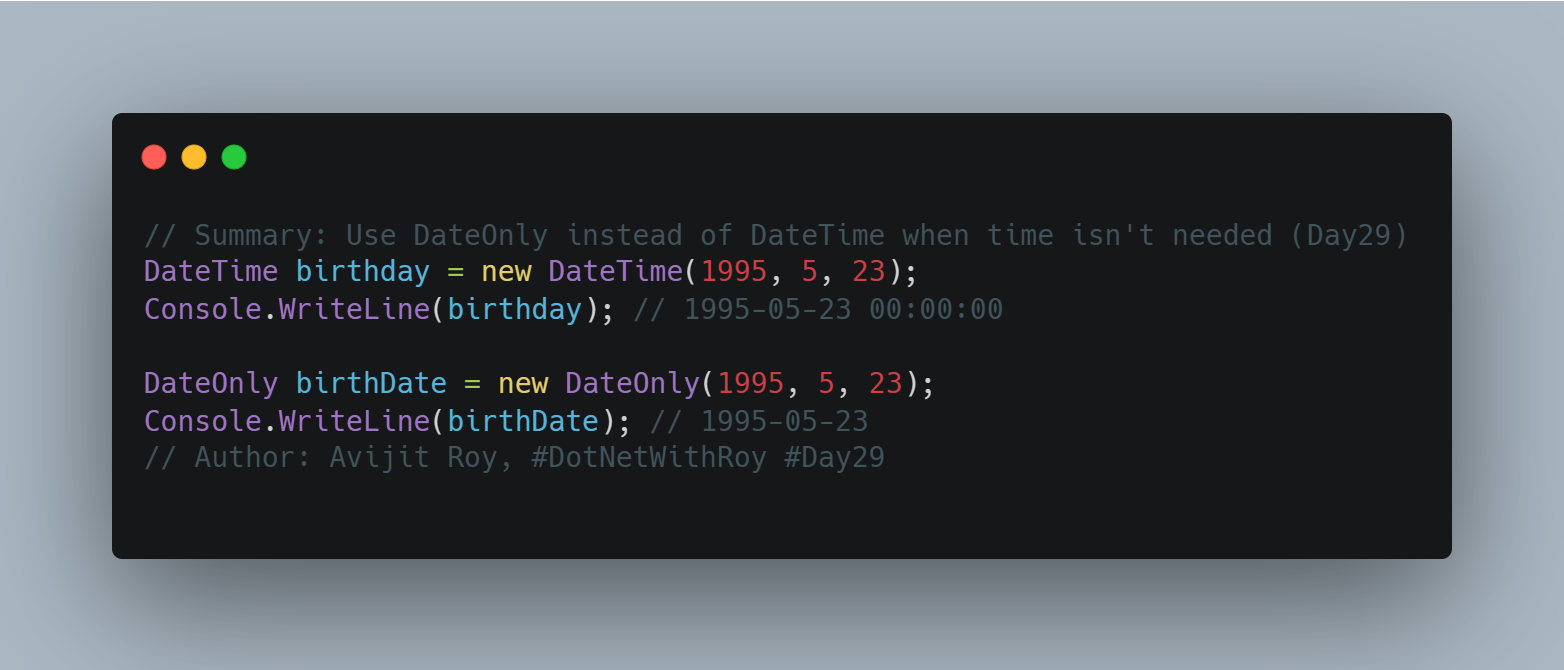 // Summary: Use DateOnly instead of DateTime when time isn't needed (Day29)
DateTime birthday = new DateTime(1995, 5, 23);
Console.WriteLine(birthday); // 1995-05-23 00:00:00
DateOnly birthDate = new DateOnly(1995, 5, 23);
Console.WriteLine(birthDate); // 1995-05-23
// Author: Avijit Roy, #DotNetWithRoy #Day29